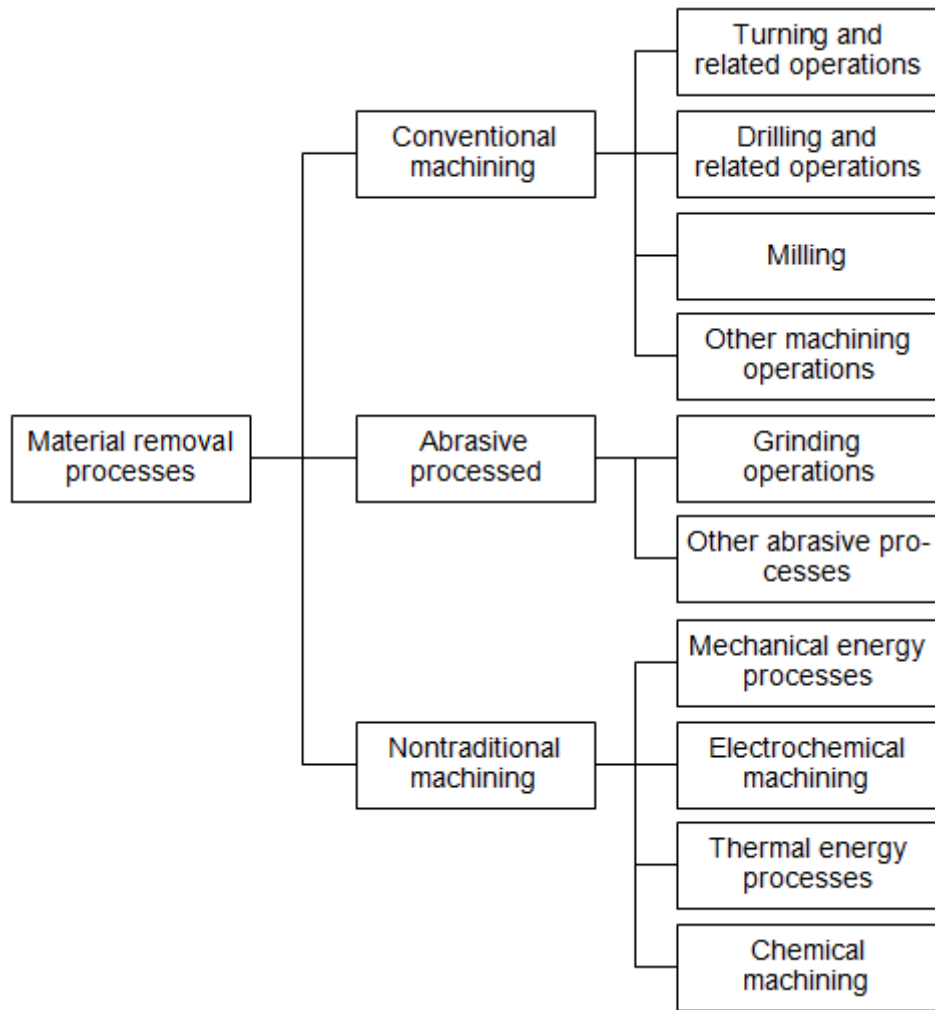 Turning and
related operations
Conventional
machining
Drilling and
related operations
Milling
Other machining
operations
Material removal
processes
Abrasive
processed
Grinding
operations
Other abrasive pro-
cesses
Mechanical energy
processes
Nontraditional
machining
Electrochemical
machining
Thermal energy
processes
Chemical
machining